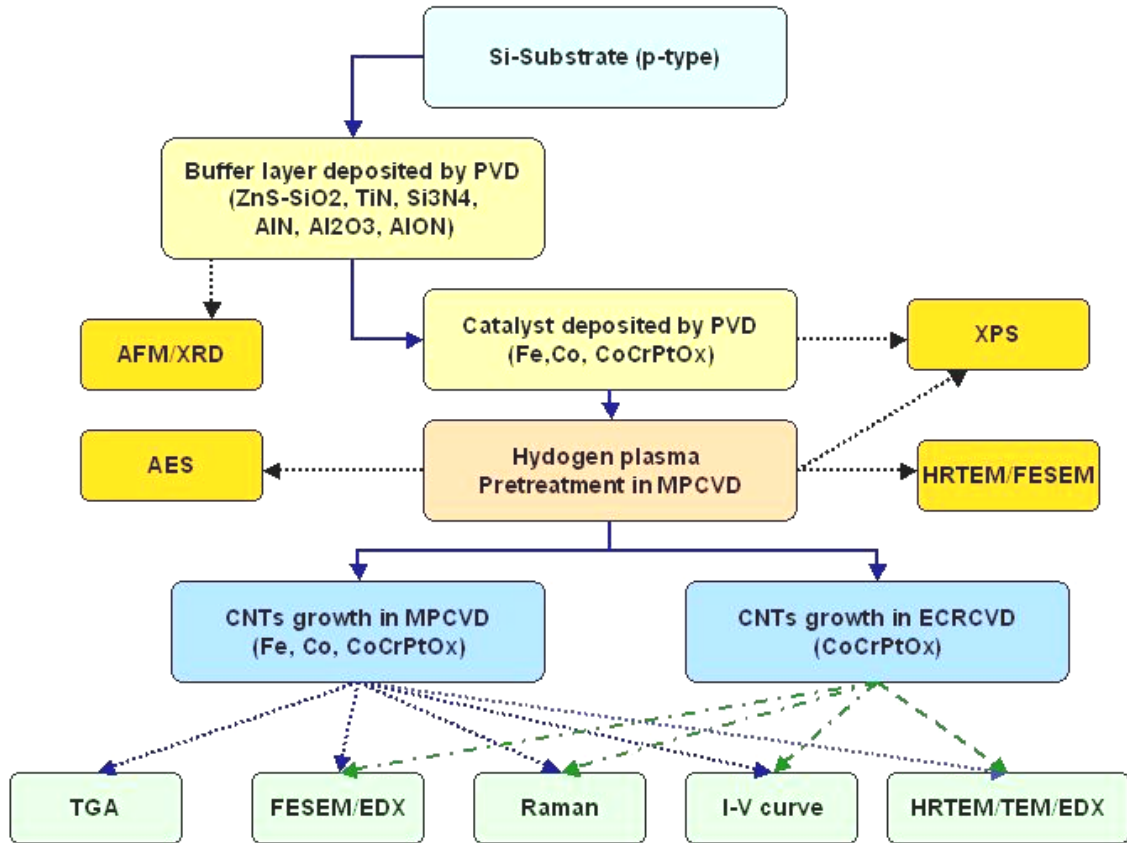 Si-Substrate (p-type)
Buffer layer deposited by PVD
(ZnS-SiO2, TiN, Si3N4,
AlN, Al2O3, AlON)
Catalyst deposited by PVD
(Fe,Co, CoCrPtOx)
AFM/XRD
XPS
AES
Hydogen plasma
Pretreatment in MPCVD
HRTEM/FESEM
CNTs growth in MPCVD
(Fe, Co, CoCrPtOx)
CNTs growth in ECRCVD
(CoCrPtOx)
TGA
FESEM/EDX
Raman
I-V curve
HRTEM/TEM/EDX